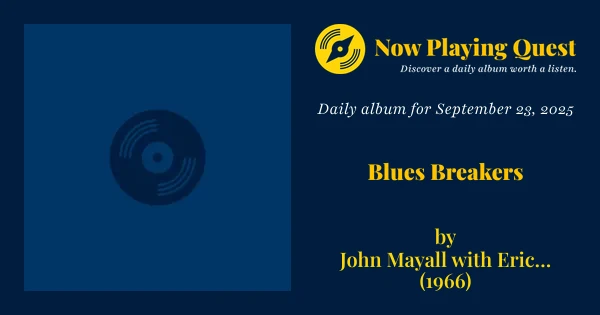 Now Playing Quest
Discover a daily album worth a listen.
Daily album for September 23, 2025
Blues Breakers
by
John Mayall with Eric...
(1966)